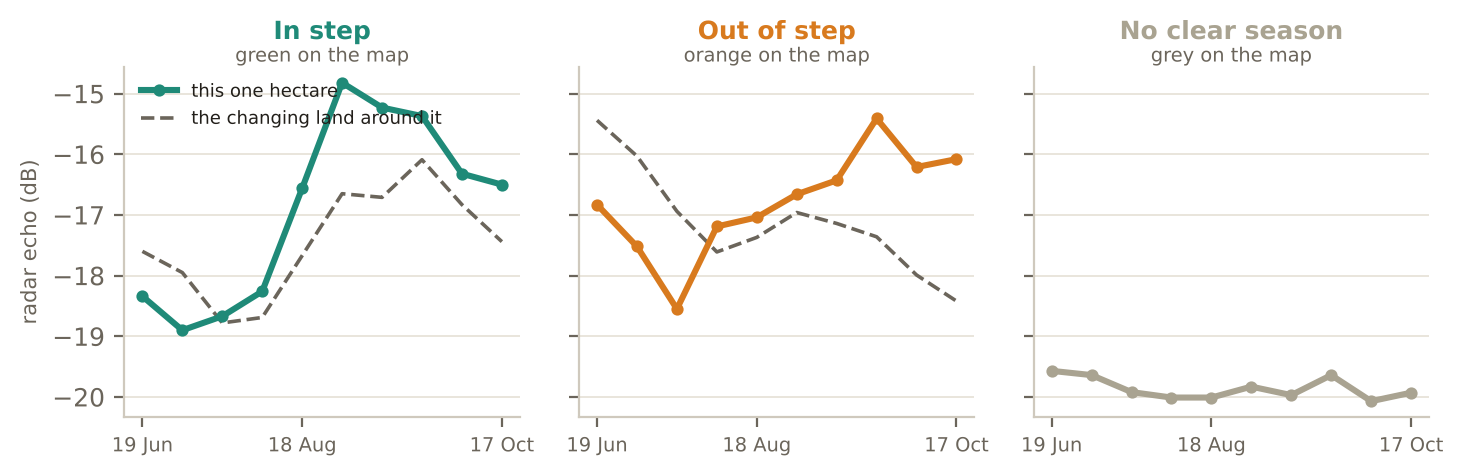 In step
green on the map
Out of step
orange on the map
No clear season
grey on the map
this one hectare
the changing land around it
radar echo (dB)
−15
−16
−17
−18
−19
−20
19 Jun
18 Aug
17 Oct
19 Jun
18 Aug
17 Oct
19 Jun
18 Aug
17 Oct